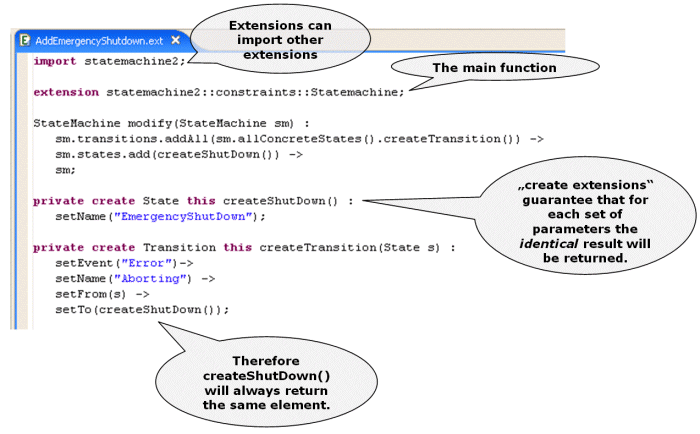 AddEmergencyShutdown.ext
Extensions can
import other
extensions
import statemachine2;
The main function
extension statemachine2::constraints::Statemachine;
StateMachine modify(StateMachine sm) :
sm.transitions.addAll(sm.allConcreteStates().createTransition()) ->
sm.states.add(createShutDown()) ->
sm;
private create State this createShutDown() :
setName("EmergencyShutDown");
„create extensions“
guarantee that for
each set of
parameters the
identical result will
be returned.
private create Transition this createTransition(State s) :
setEvent("Error")->
setName("Aborting") ->
setFrom(s) ->
setTo(createShutDown());
Therefore
createShutDown()
will always return
the same element.